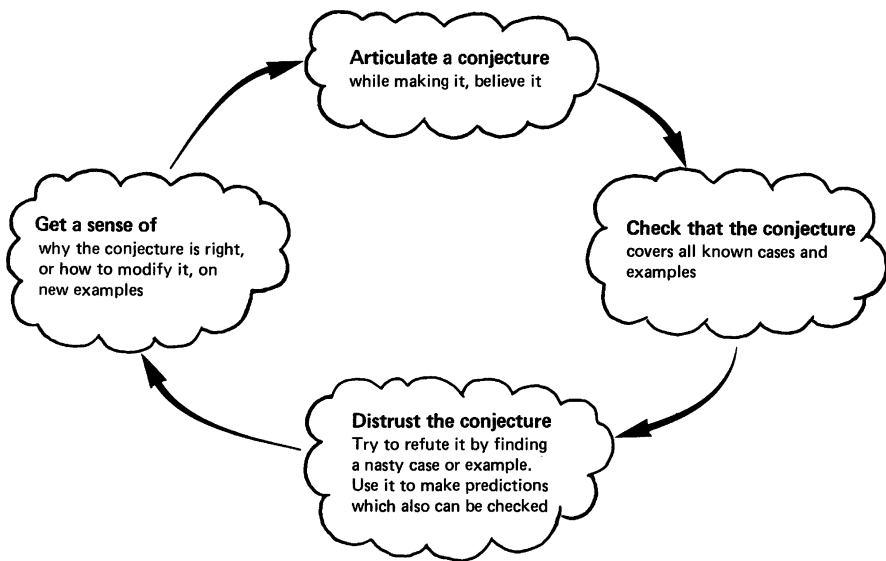 Articulate a conjecture
while making it, believe it
Check that the conjecture
covers all known cases and
examples
Distrust the conjecture
Try to refute it by finding
a nasty case or example.
Use it to make predictions
which also can be checked
Get a sense of
why the conjecture is right,
or how to modify it, on
new examples